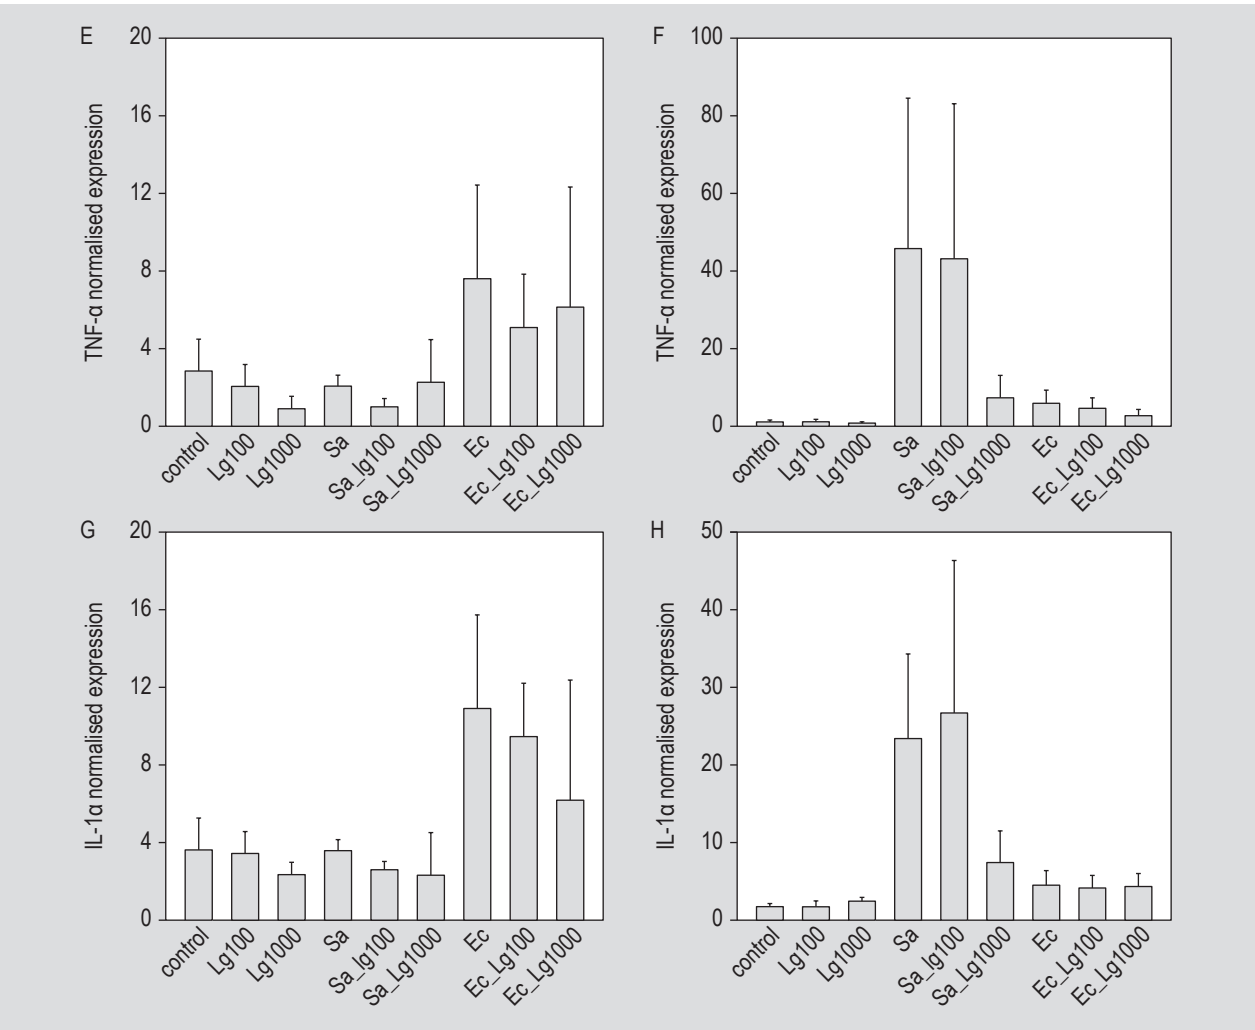 E
TNF-α normalised expression
20
16
12
8
4
0
control
Lg100
Lg1000
Sa
Sa_lg100
Sa_Lg1000
Ec
Ec_Lg100
Ec_Lg1000
F
TNF-α normalised expression
100
80
60
40
20
0
control
Lg100
Lg1000
Sa
Sa_lg100
Sa_Lg1000
Ec
Ec_Lg100
Ec_Lg1000
G
IL-1α normalised expression
20
16
12
8
4
0
control
Lg100
Lg1000
Sa
Sa_lg100
Sa_Lg1000
Ec
Ec_Lg100
Ec_Lg1000
H
IL-1α normalised expression
50
40
30
20
10
0
control
Lg100
Lg1000
Sa
Sa_lg100
Sa_Lg1000
Ec
Ec_Lg100
Ec_Lg1000